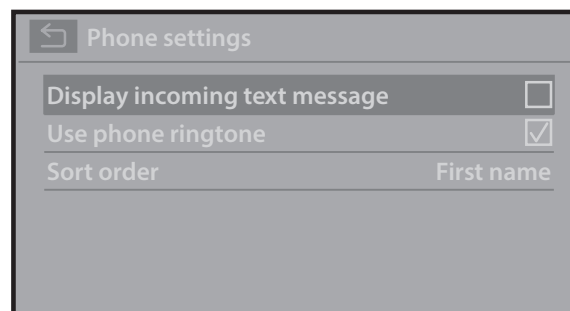 Phone settings
Display incoming text message
Use phone ringtone
Sort order First name